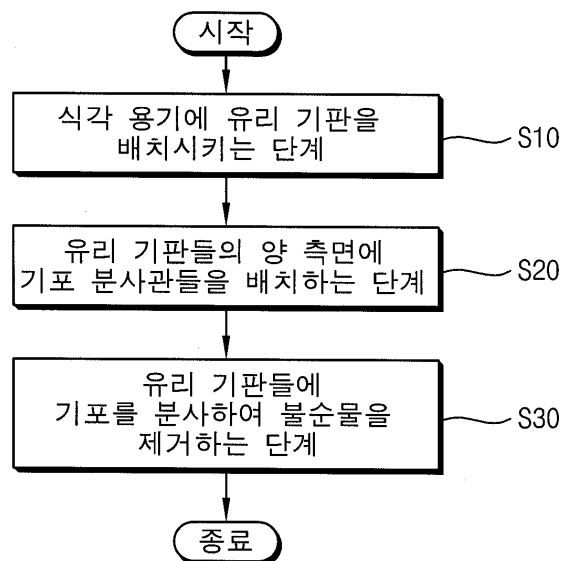 시작
식각 용기에 유리 기판을
배치시키는 단계
S10
유리 기판들의 양 측면에
기포 분사관들을 배치하는 단계
S20
유리 기판들에
기포를 분사하여 불순물을
제거하는 단계
S30
종료